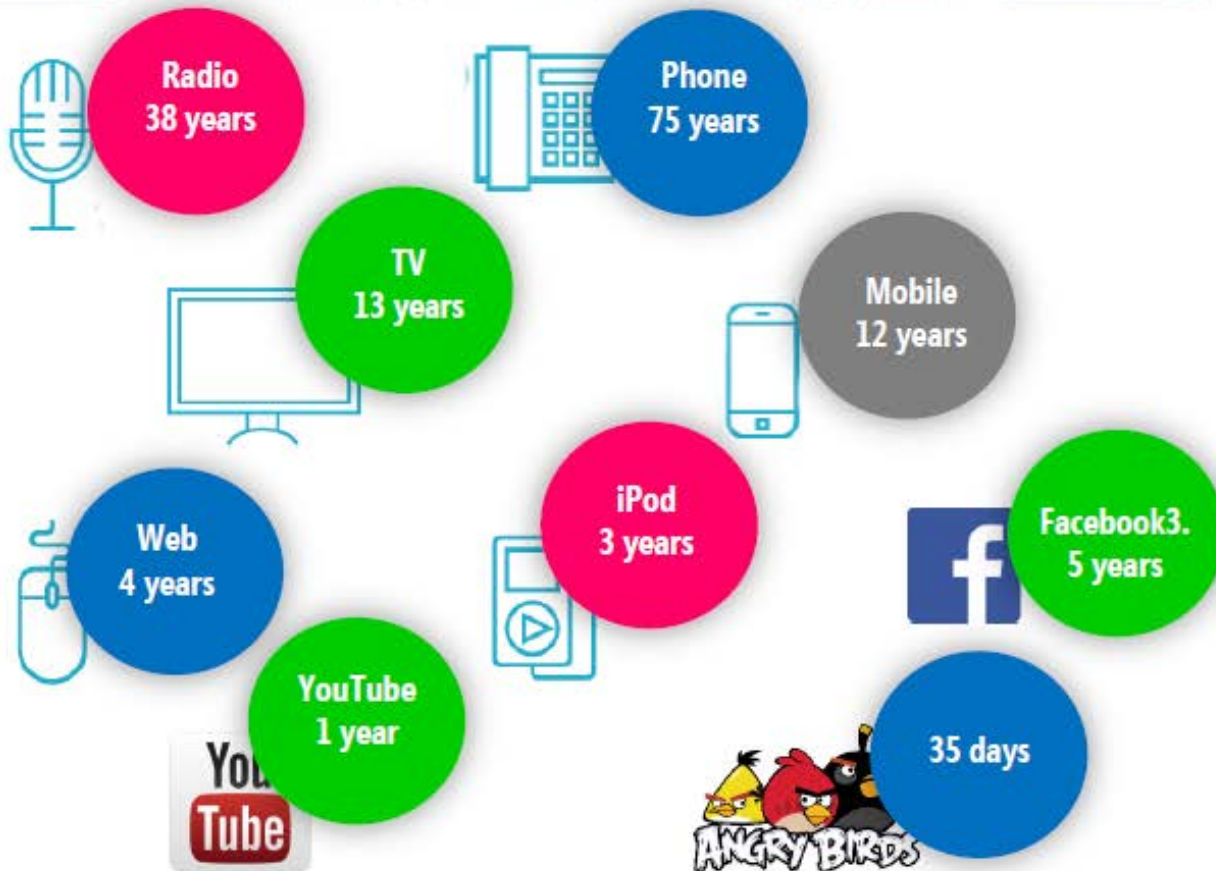 Radio
38 years
Phone
75 years
TV
13 years
Mobile
12 years
iPod
3 years
Facebook3.
5 years
Web
4 years
f
YouTube
1 year
You
Tube
35 days
ANGRY BIRDS